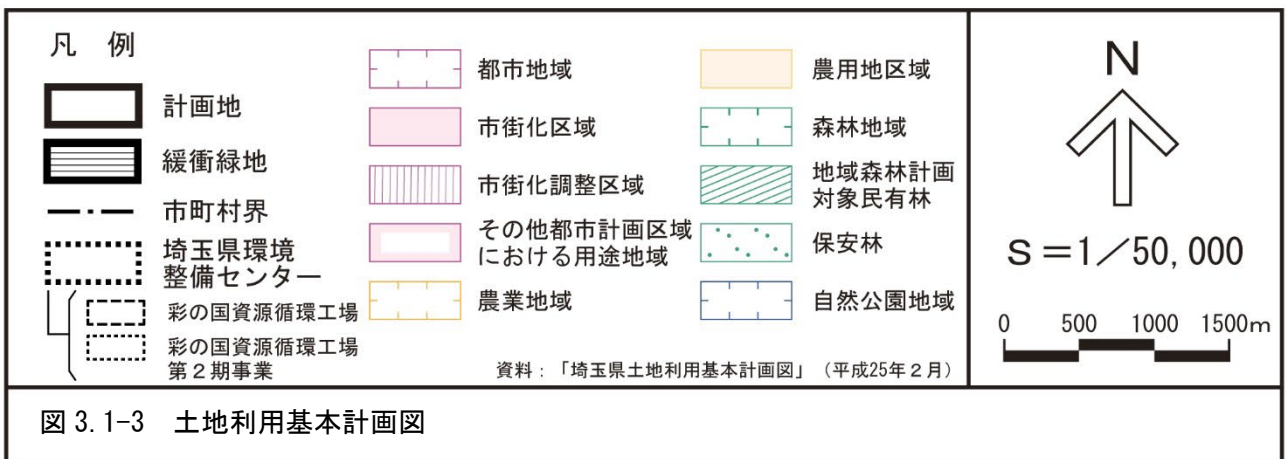 凡　例
計画地
緩衝緑地
市町村界
埼玉県環境
整備センター
彩の国資源循環工場
彩の国資源循環工場
第２期事業
都市地域
市街化区域
市街化調整区域
その他都市計画区域
における用途地域
農業地域
農用地区域
森林地域
地域森林計画
対象民有林
保安林
自然公園地域
資料：「埼玉県土地利用基本計画図」（平成25年２月）
N
S＝1／50,000
0 500 1000 1500m
図 3.1-3　土地利用基本計画図